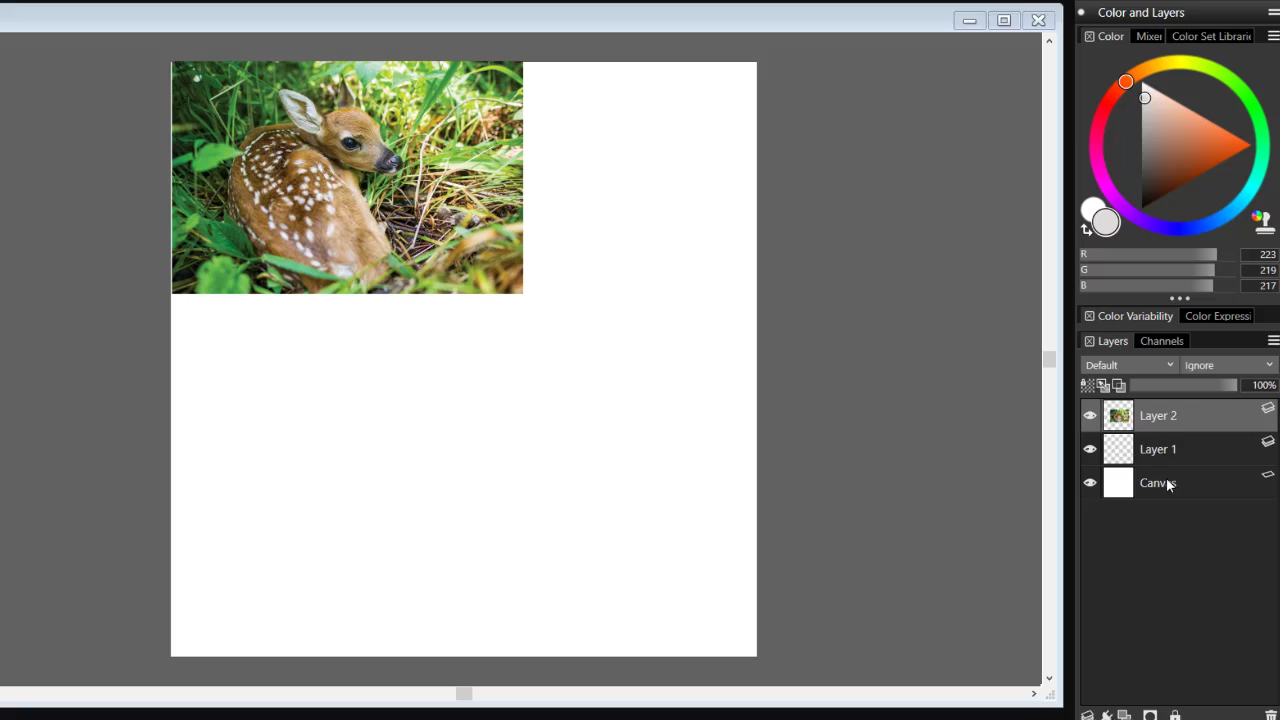 Color and Layers
Color Mixer Color Set Librarie
R 223
G 219
B 217
Color Variability Color Expressi
Layers Channels
Default Ignore
100%
Layer 2
Layer 1
Canvas